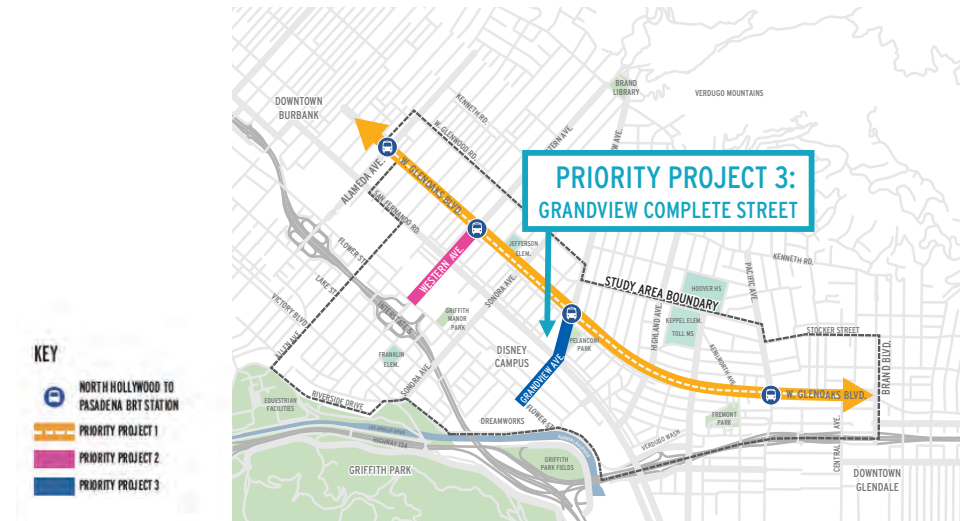 DOWNTOWN
BURBANK
BRAND
LIBRARY
VERDUGO MOUNTAINS
KENNETH RD.
W. GLENWOOD RD.
ALAMEDA AVE.
W. GLENOAKS BLVD.
SAN FERNANDO RD.
PRIORITY PROJECT 3:
GRANDVIEW COMPLETE STREET
JEFFERSON
ELEM.
WESTERN AVE.
FLOWER ST.
LAKE ST.
VICTORY BLVD.
ALLEN AVE.
SONORA AVE.
INTERSTATE 5
GRIFFITH
MANOR
PARK
KENNETH RD.
PACIFIC AVE.
STUDY AREA BOUNDARY
HOOVER HS
KEPPEL ELEM.
TOLL MS
HIGHLAND AVE.
STOCKER STREET
PELANCONI
PARK
DISNEY
CAMPUS
FRANKLIN
ELEM.
SONORA AVE.
GRANDVIEW AVE.
KENILWORTH AVE.
BRAND BLVD.
W. GLENOAKS BLVD.
RIVERSIDE DRIVE
EQUESTRIAN
FACILITIES
DREAMWORKS
FLOWER ST.
FREMONT
PARK
CENTRAL AVE.
VERDUGO WASH
HIGHWAY 134
GRIFFITH PARK
GRIFFITH
PARK FIELDS
DOWNTOWN
GLENDALE
KEY
NORTH HOLLYWOOD TO
PASADENA BRT STATION
PRIORITY PROJECT 1
PRIORITY PROJECT 2
PRIORITY PROJECT 3